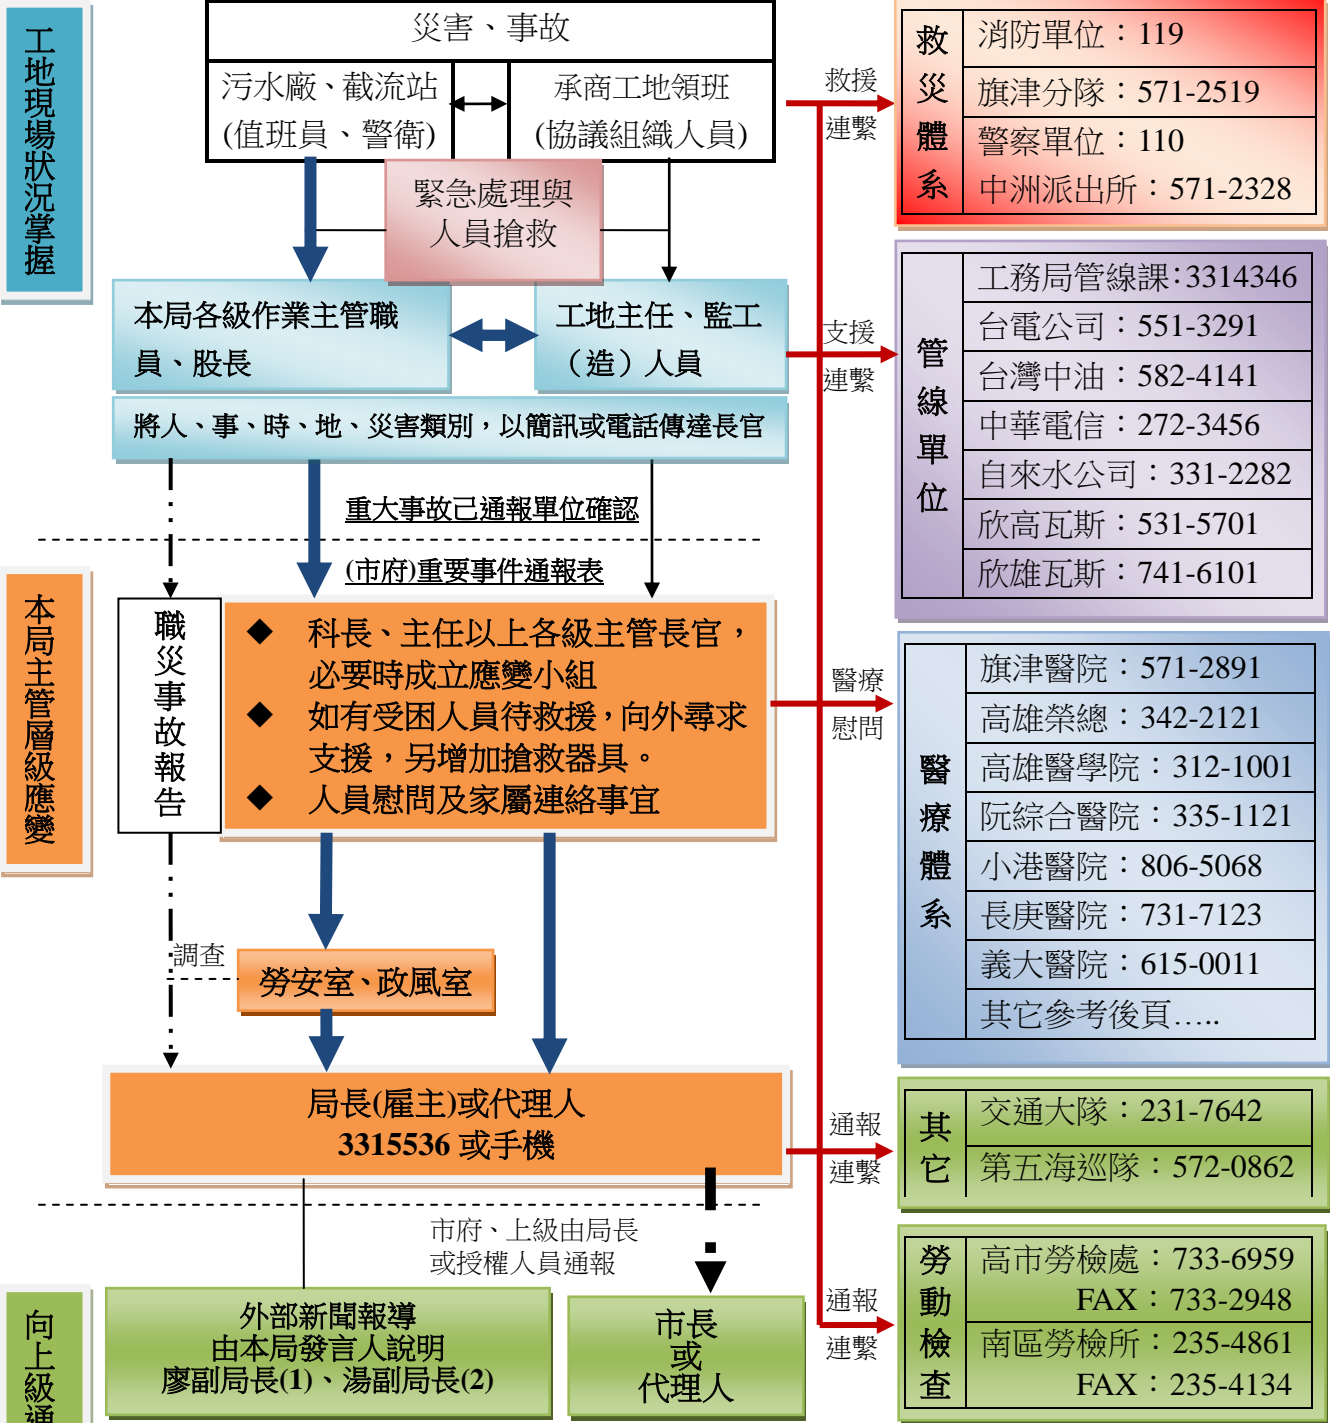 工地現場狀況掌握
災害、事故
污水廠、截流站
(值班員、警衛)
承商工地領班
(協議組織人員)
緊急處理與
人員搶救
本局各級作業主管職
員、股長
工地主任、監工
（造）人員
將人、事、時、地、災害類別，以簡訊或電話傳達長官
重大事故己通報單位確認
(市府)重要事件通報表
本局主管層級應變
職災事故報告
◆ 科長、主任以上各級主管長官，
必要時成立應變小組
◆ 如有受困人員待救援，向外尋求
支援，另增加搶救器具。
◆ 人員慰問及家屬連絡事宜
調查
勞安室、政風室
局長(雇主)或代理人
3315536 或手機
市府、上級由局長
或授權人員通報
向上級通
外部新聞報導
由本局發言人說明
廖副局長(1)、湯副局長(2)
市長
或
代理人
救援
連繫
救災體系
消防單位：119
旗津分隊：571-2519
警察單位：110
中洲派出所：571-2328
支援
連繫
管線單位
工務局管線課:3314346
台電公司：551-3291
台灣中油：582-4141
中華電信：272-3456
自來水公司：331-2282
欣高瓦斯：531-5701
欣雄瓦斯：741-6101
醫療
慰問
醫療體系
旗津醫院：571-2891
高雄榮總：342-2121
高雄醫學院：312-1001
阮綜合醫院：335-1121
小港醫院：806-5068
長庚醫院：731-7123
義大醫院：615-0011
其它參考後頁…..
通報
連繫
其它
交通大隊：231-7642
第五海巡隊：572-0862
通報
連繫
勞動檢查
高市勞檢處：733-6959
FAX：733-2948
南區勞檢所：235-4861
FAX：235-4134